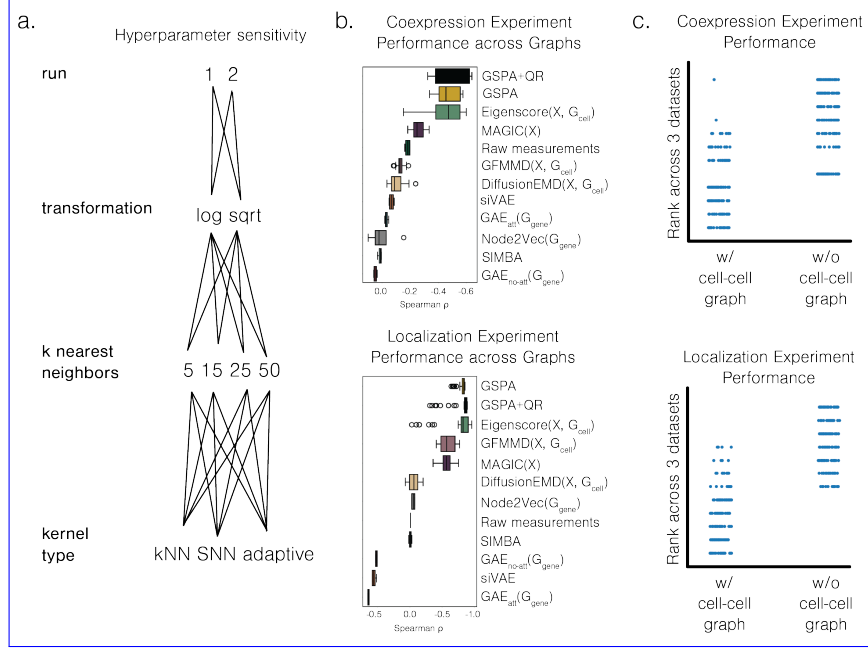 a.
Hyperparameter sensitivity
run
1 2
transformation
log sqrt
k nearest
neighbors
5 15 25 50
kernel
type
kNN SNN adaptive
b.
Coexpression Experiment
Performance across Graphs
GSPA+QR
GSPA
Eigenscore(X, Gcell)
MAGIC(X)
Raw measurements
GFMMD(X, Gcell)
DiffusionEMD(X, Gcell)
siVAE
GAEatt(Ggene)
Node2Vec(Ggene)
SIMBA
GAEno-att(Ggene)
0.0 -0.2 -0.4 -0.6
Spearman ρ
Localization Experiment
Performance across Graphs
GSPA
GSPA+QR
Eigenscore(X, Gcell)
GFMMD(X, Gcell)
MAGIC(X)
DiffusionEMD(X, Gcell)
Node2Vec(Ggene)
Raw measurements
SIMBA
GAEno-att(Ggene)
siVAE
GAEatt(Ggene)
-0.5 0.0 -0.5 -1.0
Spearman ρ
c.
Coexpression Experiment
Performance
Rank across 3 datasets
w/
cell-cell
graph
w/o
cell-cell
graph
Localization Experiment
Performance
Rank across 3 datasets
w/
cell-cell
graph
w/o
cell-cell
graph